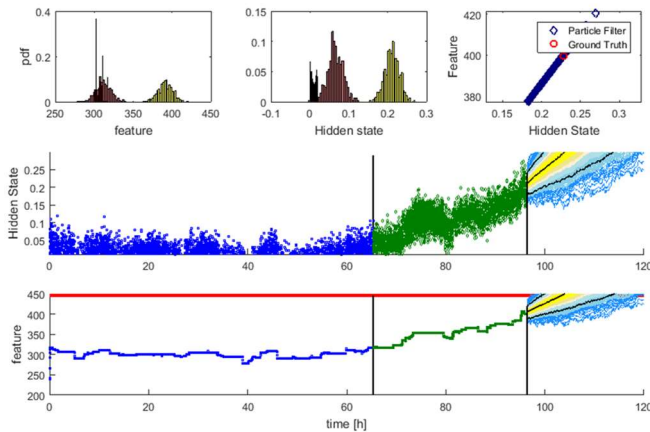 0.4
0.2
0
250 300 350 400 450
pdf
feature
0.15
0.1
0.05
0
-0.1 0 0.1 0.2 0.3
Hidden state
420
400
380
0.2 0.3
Feature
Hidden State
Particle Filter
Ground Truth
0.25
0.2
0.15
0.1
0.05
Hidden State
0 20 40 60 80 100 120
450
400
350
300
250
200
feature
0 20 40 60 80 100 120
time [h]